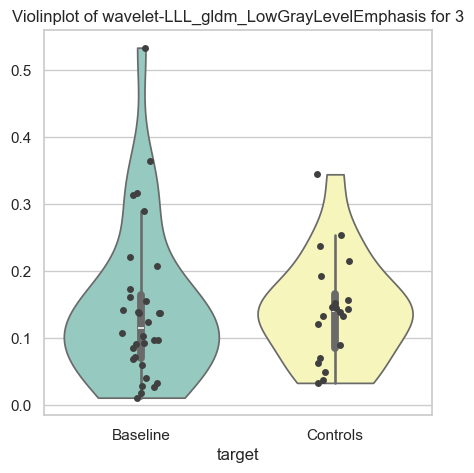 Violinplot of wavelet-LLL_gldm_LowGrayLevelEmphasis for 3
0.5
0.4
0.3
0.2
0.1
0.0
Baseline
Controls
target